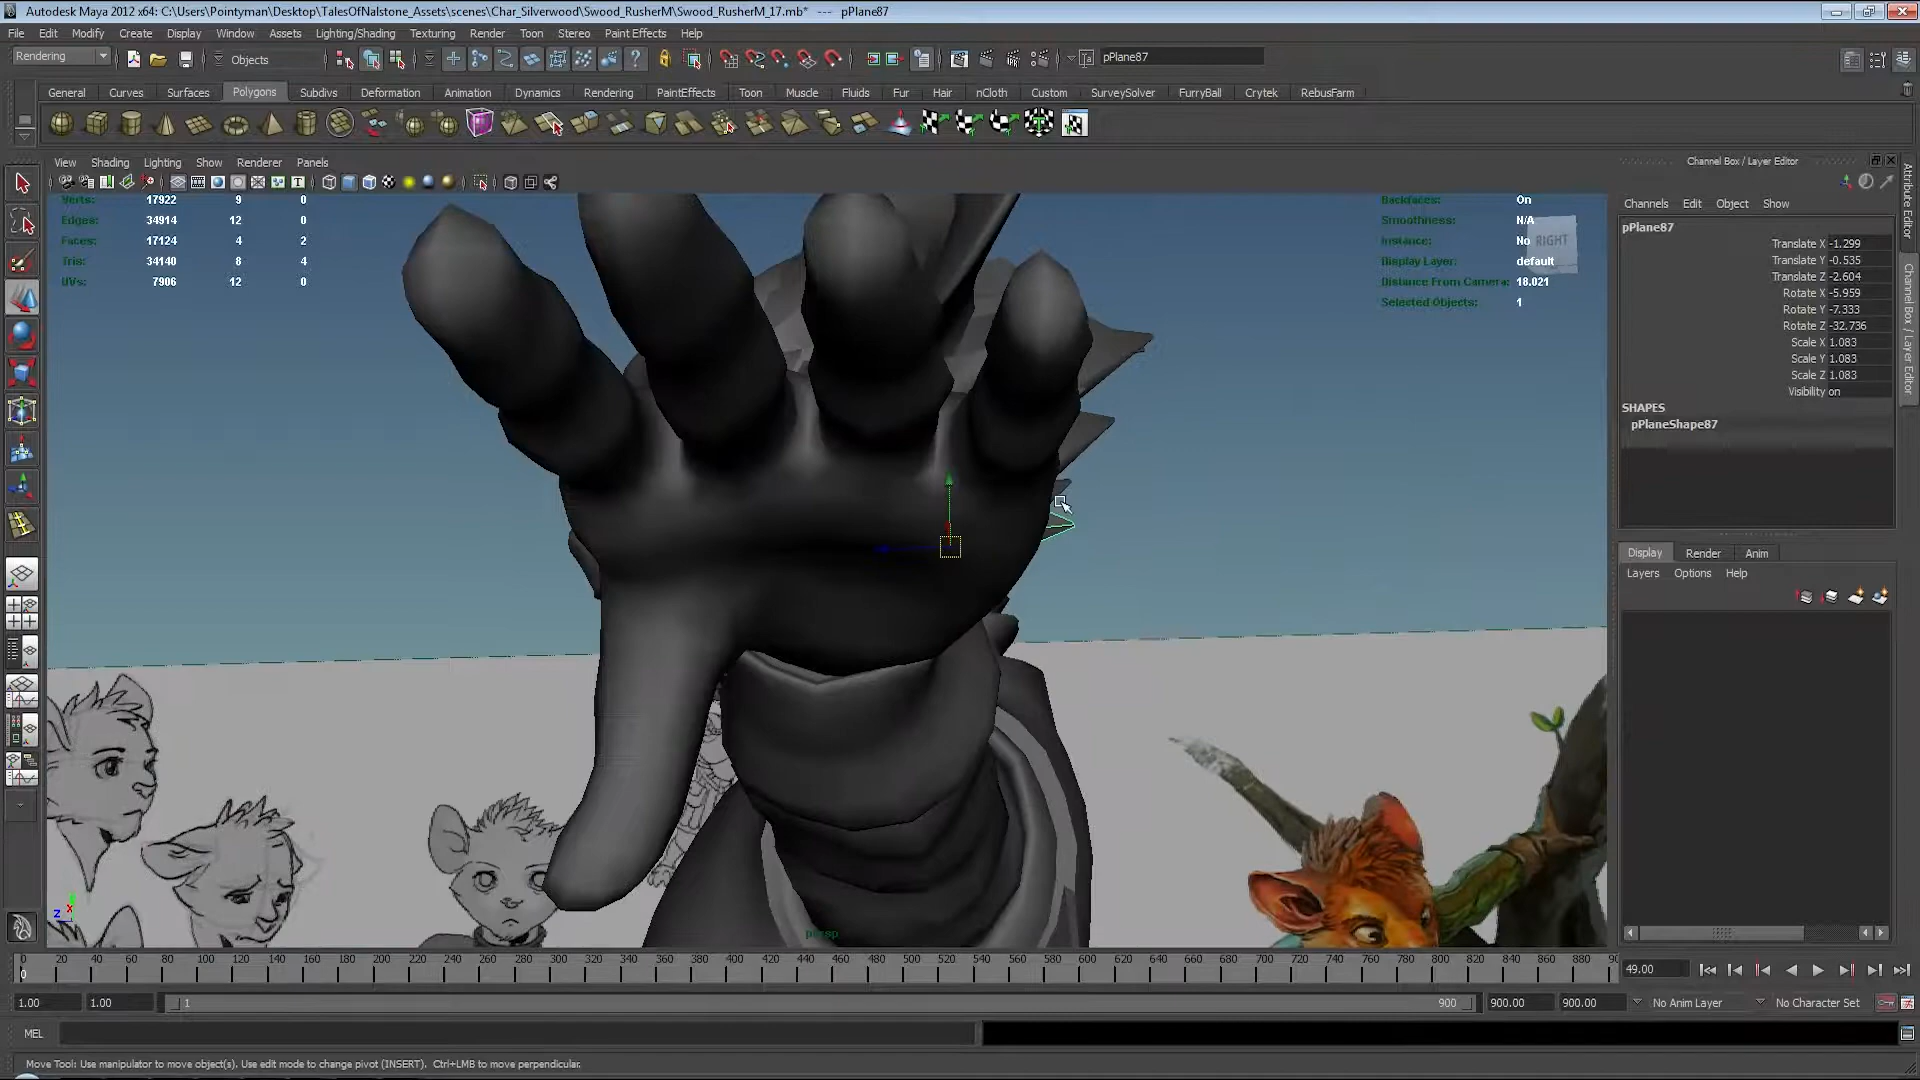 Autodesk Maya 2012 x64: C:\Users\Pointyman\Desktop\TalesOfNalstone_Assets\scenes\Char_Silverwood\Swood_RusherM\Swood_RusherM_17.mb* --- pPlane87
File Edit Modify Create Display Window Assets Lighting/Shading Texturing Render Toon Stereo Paint Effects Help
Rendering Objects pPlane87
General Curves Surfaces Polygons Subdivs Deformation Animation Dynamics Rendering PaintEffects Toon Muscle Fluids Fur Hair nCloth Custom SurveySolver FurryBall Crytek RebusFarm
View Shading Lighting Show Renderer Panels
Channel Box / Layer Editor
Verts: 17922 9 0
Edges: 34914 12 0
Faces: 17124 4 2
Tris: 34140 8 4
UVs: 7906 12 0
Backfaces: On
Smoothness: N/A
Instance: No
Display Layer: default
Distance From Camera: 18.021
Selected Objects: 1
RIGHT
Channels Edit Object Show
pPlane87
Translate X -1.299
Translate Y -0.535
Translate Z -2.604
Rotate X -5.959
Rotate Y -7.333
Rotate Z -32.736
Scale X 1.083
Scale Y 1.083
Scale Z 1.083
Visibility on
SHAPES
pPlaneShape87
Attribute Editor
Channel Box / Layer Editor
Display Render Anim
Layers Options Help
z x
persp
0 20 40 60 80 100 120 140 160 180 200 220 240 260 280 300 320 340 360 380 400 420 440 460 480 500 520 540 560 580 600 620 640 660 680 700 720 740 760 780 800 820 840 860 880 90
0
49.00
1.00 1.00 1 900 900.00 900.00 No Anim Layer No Character Set
MEL
Move Tool: Use manipulator to move object(s). Use edit mode to change pivot (INSERT). Ctrl+LMB to move perpendicular.